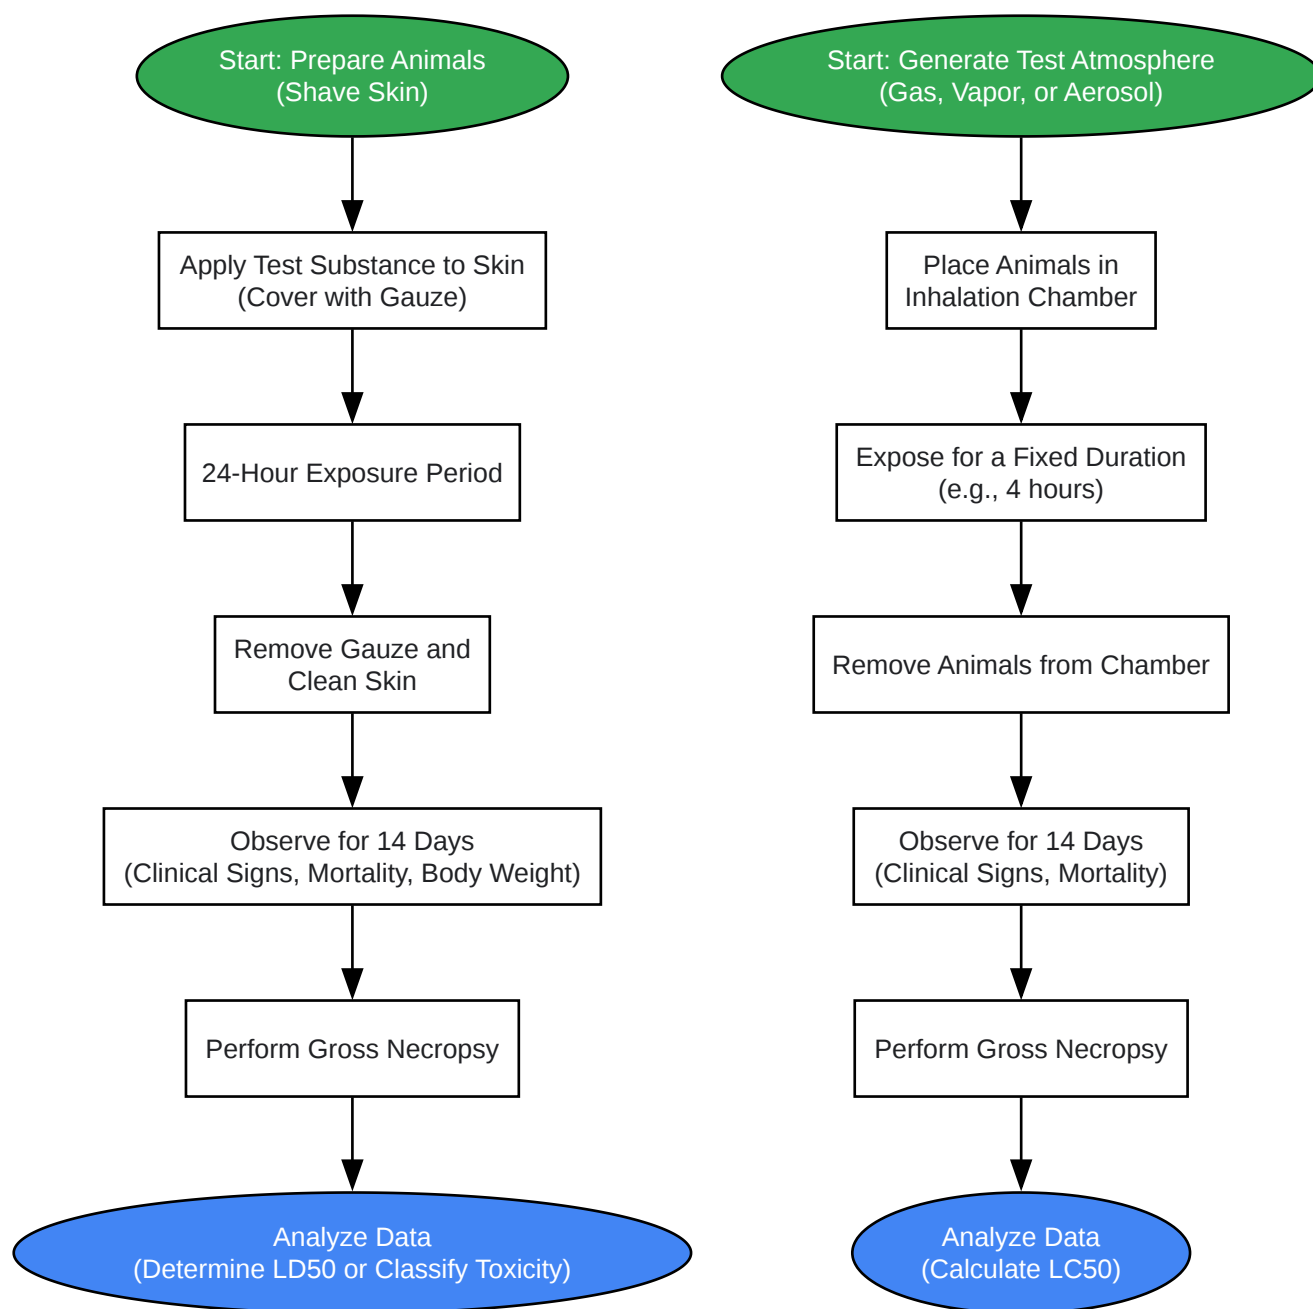 Start: Prepare Animals
(Shave Skin)
Apply Test Substance to Skin
(Cover with Gauze)
24-Hour Exposure Period
Remove Gauze and
Clean Skin
Observe for 14 Days
(Clinical Signs, Mortality, Body Weight)
Perform Gross Necropsy
Analyze Data
(Determine LD50 or Classify Toxicity)
Start: Generate Test Atmosphere
(Gas, Vapor, or Aerosol)
Place Animals in
Inhalation Chamber
Expose for a Fixed Duration
(e.g., 4 hours)
Remove Animals from Chamber
Observe for 14 Days
(Clinical Signs, Mortality)
Perform Gross Necropsy
Analyze Data
(Calculate LC50)